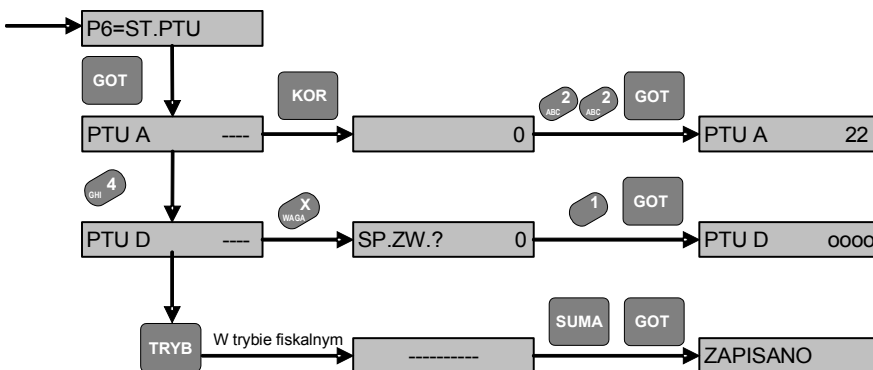 P6=ST.PTU
GOT
KOR
ABC 2 ABC 2 GOT
PTU A ----
0
PTU A 22
GHI 4
WAGA X
1 GOT
PTU D ----
SP.ZW.? 0
PTU D oooo
TRYB
W trybie fiskalnym
SUMA GOT
----------
ZAPISANO